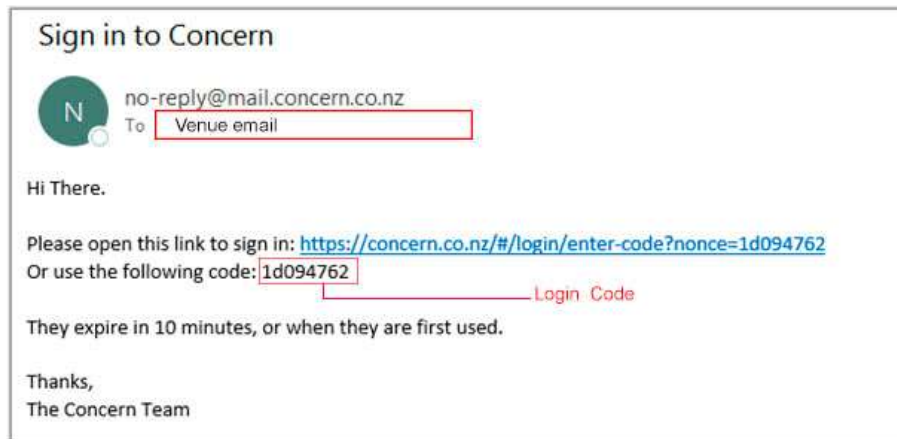 Sign in to Concern
N
no-reply@mail.concern.co.nz
To Venue email
Hi There.
Please open this link to sign in: https://concern.co.nz/#/login/enter-code?nonce=1d094762
Or use the following code: 1d094762
Login Code
They expire in 10 minutes, or when they are first used.
Thanks,
The Concern Team